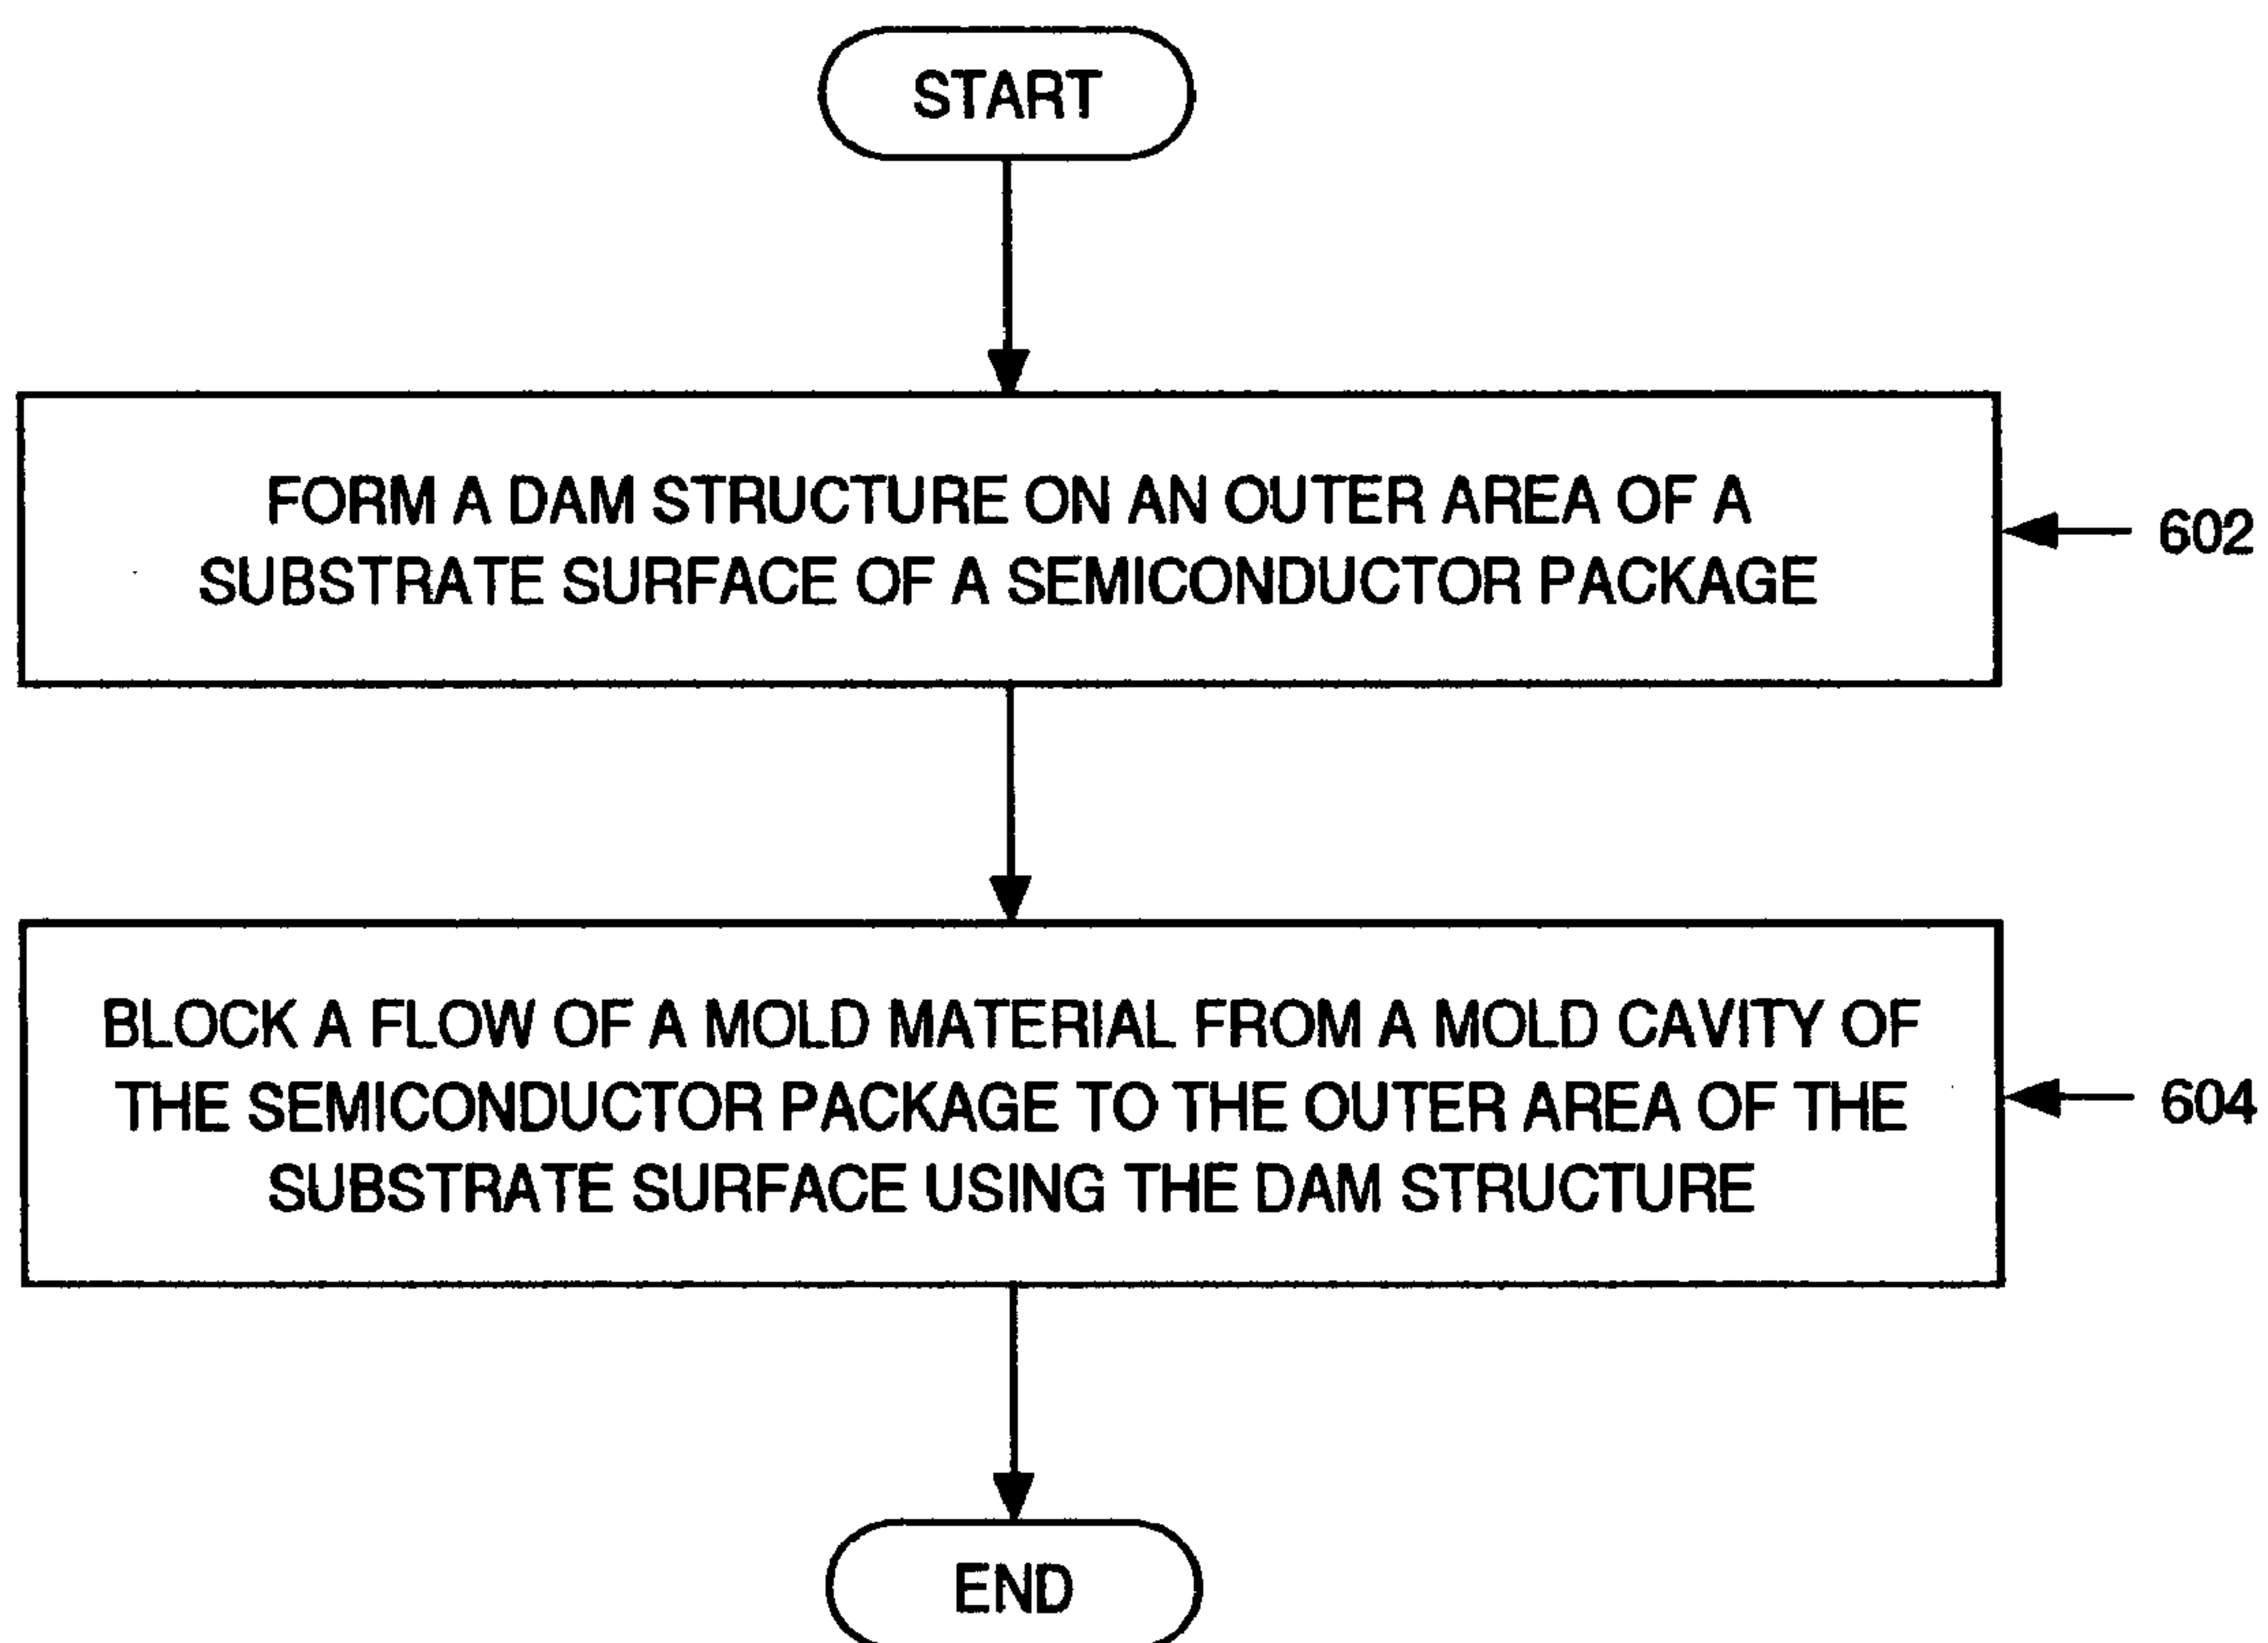 START
FORM A DAM STRUCTURE ON AN OUTER AREA OF A
SUBSTRATE SURFACE OF A SEMICONDUCTOR PACKAGE
602
BLOCK A FLOW OF A MOLD MATERIAL FROM A MOLD CAVITY OF
THE SEMICONDUCTOR PACKAGE TO THE OUTER AREA OF THE
SUBSTRATE SURFACE USING THE DAM STRUCTURE
604
END